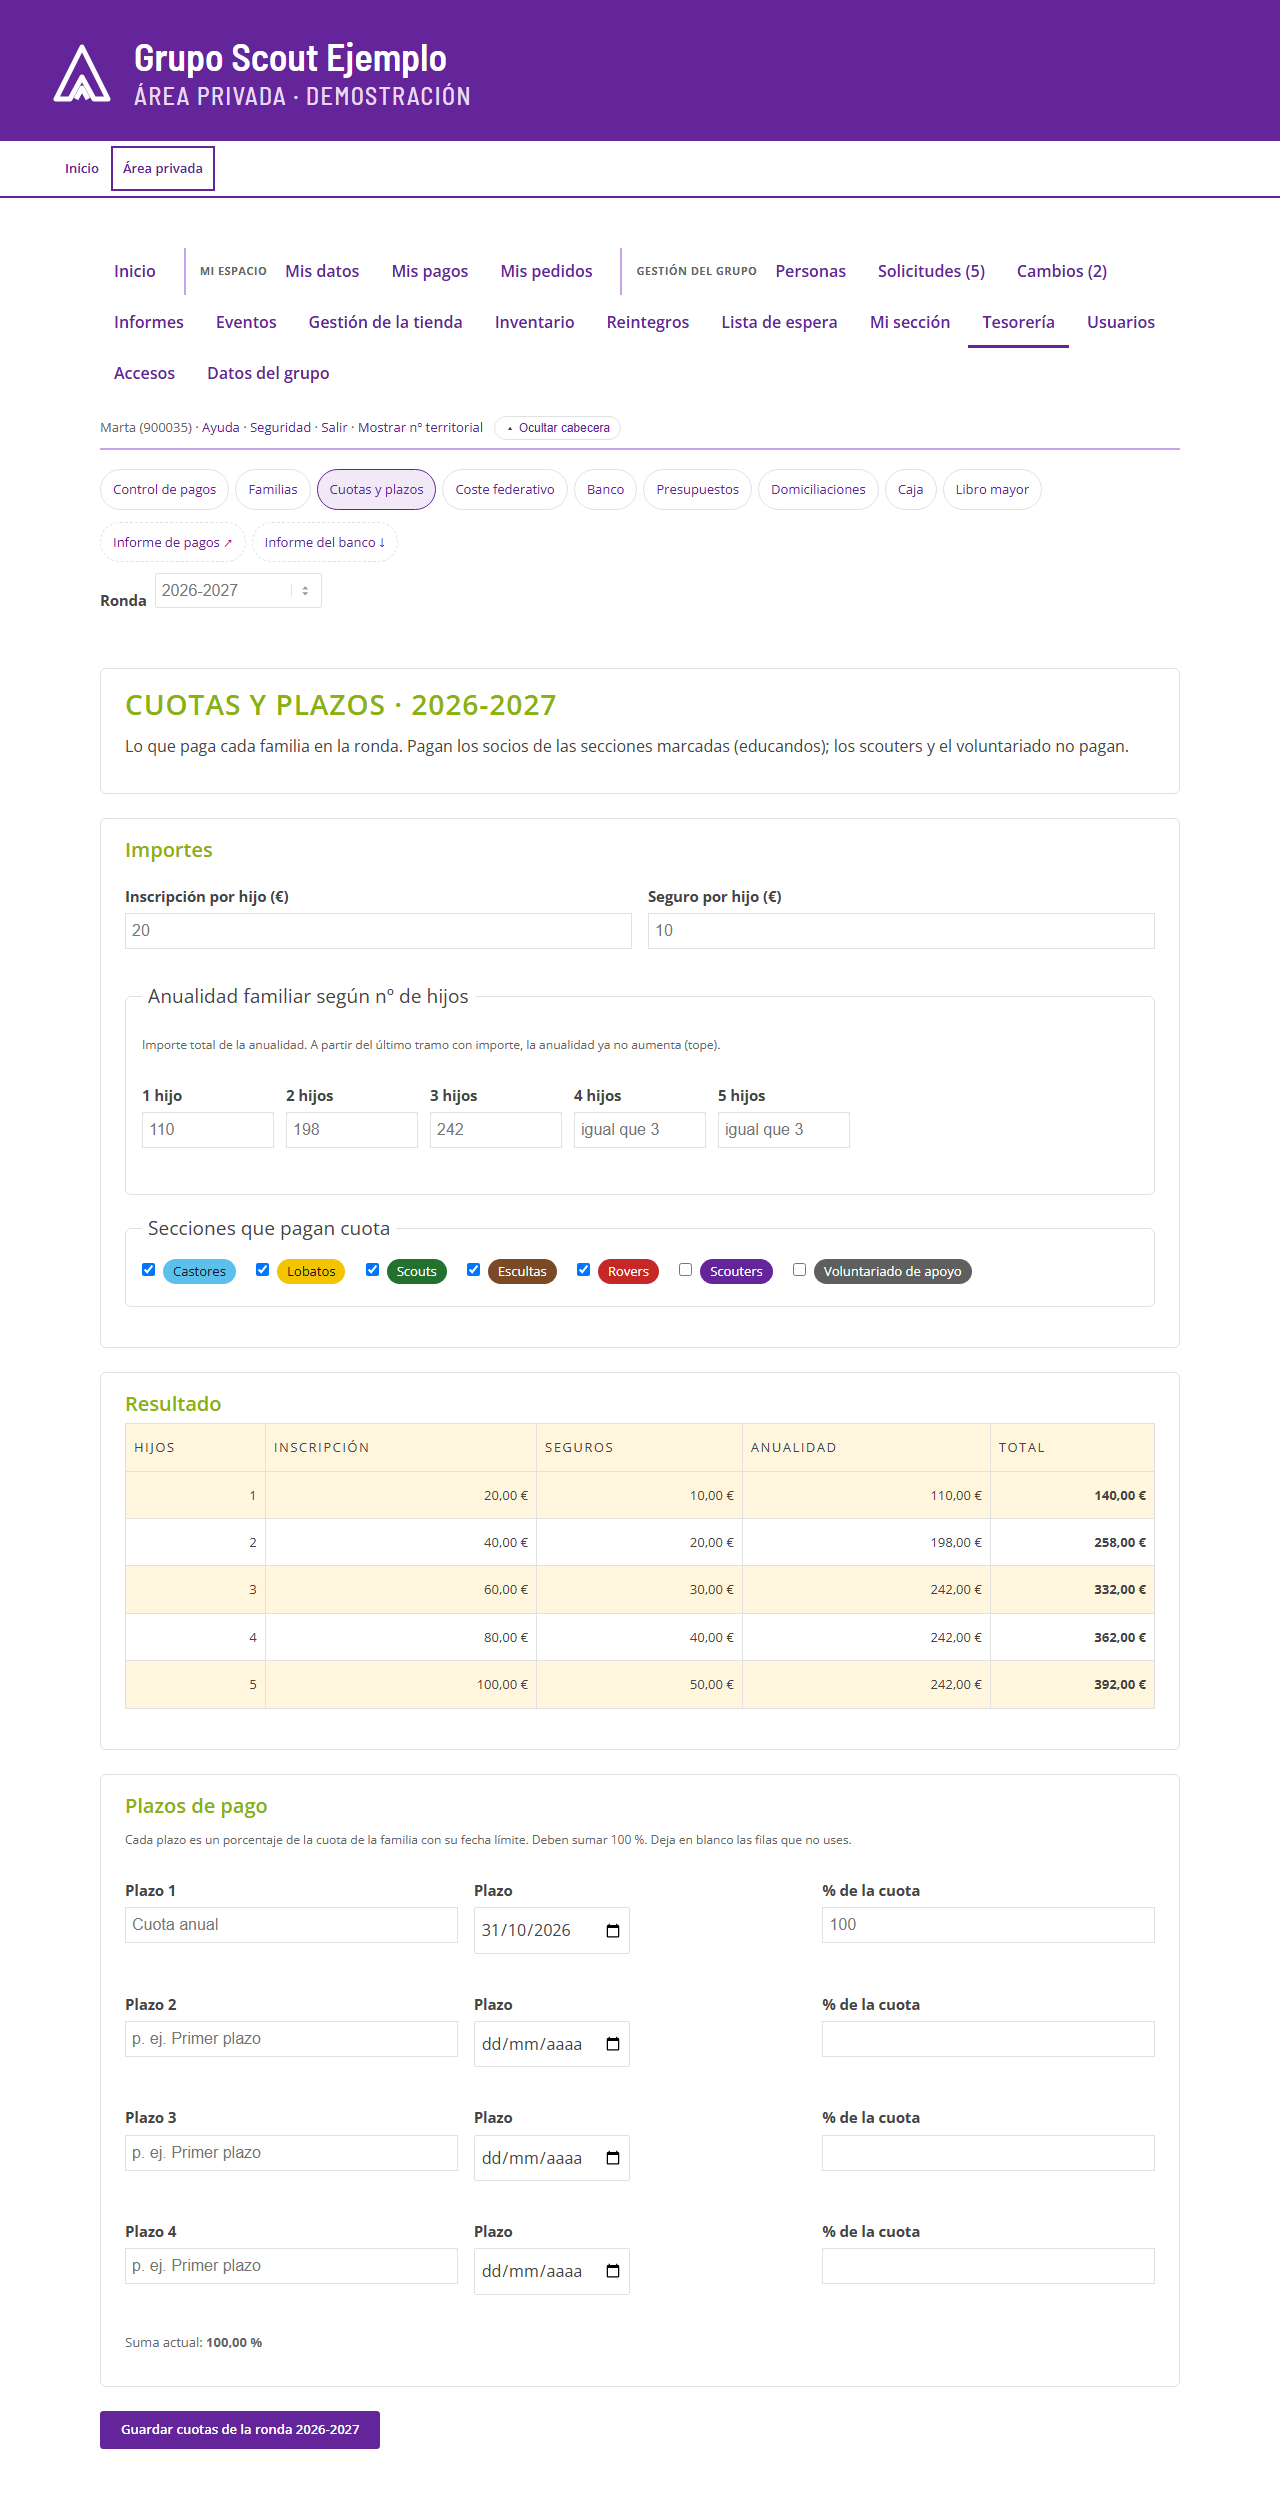 Grupo Scout Ejemplo
ÁREA PRIVADA · DEMOSTRACIÓN
Inicio Área privada
Inicio MI ESPACIO Mis datos Mis pagos Mis pedidos GESTIÓN DEL GRUPO Personas Solicitudes (5) Cambios (2)
Informes Eventos Gestión de la tienda Inventario Reintegros Lista de espera Mi sección Tesorería Usuarios
Accesos Datos del grupo
Marta (900035) · Ayuda · Seguridad · Salir · Mostrar nº territorial ▴ Ocultar cabecera
Control de pagos Familias Cuotas y plazos Coste federativo Banco Presupuestos Domiciliaciones Caja Libro mayor
Informe de pagos ↗ Informe del banco ↓
Ronda 2026-2027
CUOTAS Y PLAZOS · 2026-2027
Lo que paga cada familia en la ronda. Pagan los socios de las secciones marcadas (educandos); los scouters y el voluntariado no pagan.
Importes
Inscripción por hijo (€) Seguro por hijo (€)
20 10
Anualidad familiar según nº de hijos
Importe total de la anualidad. A partir del último tramo con importe, la anualidad ya no aumenta (tope).
1 hijo 2 hijos 3 hijos 4 hijos 5 hijos
110 198 242 igual que 3 igual que 3
Secciones que pagan cuota
Castores Lobatos Scouts Escultas Rovers Scouters Voluntariado de apoyo
Resultado
HIJOS INSCRIPCIÓN SEGUROS ANUALIDAD TOTAL
1 20,00 € 10,00 € 110,00 € 140,00 €
2 40,00 € 20,00 € 198,00 € 258,00 €
3 60,00 € 30,00 € 242,00 € 332,00 €
4 80,00 € 40,00 € 242,00 € 362,00 €
5 100,00 € 50,00 € 242,00 € 392,00 €
Plazos de pago
Cada plazo es un porcentaje de la cuota de la familia con su fecha límite. Deben sumar 100 %. Deja en blanco las filas que no uses.
Plazo 1 Plazo % de la cuota
Cuota anual 31/10/2026 100
Plazo 2 Plazo % de la cuota
p. ej. Primer plazo dd/mm/aaaa
Plazo 3 Plazo % de la cuota
p. ej. Primer plazo dd/mm/aaaa
Plazo 4 Plazo % de la cuota
p. ej. Primer plazo dd/mm/aaaa
Suma actual: 100,00 %
Guardar cuotas de la ronda 2026-2027